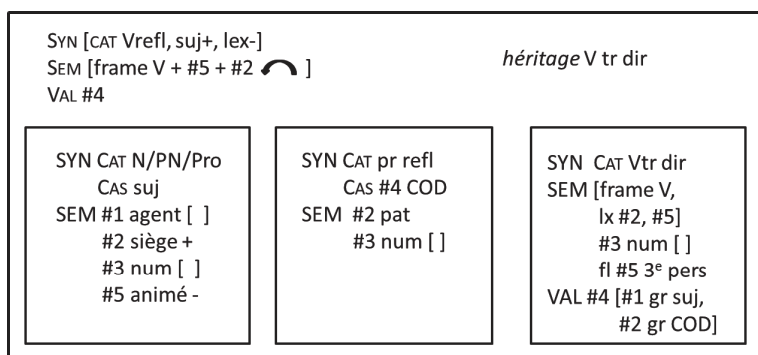 SYN [CAT Vrefl, suj+, lex-]
SEM [frame V + #5 + #2 ]
héritage V tr dir
VAL #4
SYN CAT N/PN/Pro
CAS suj
SEM #1 agent [ ]
#2 siège +
#3 num [ ]
#5 animé -
SYN CAT pr refl
CAS #4 COD
SEM #2 pat
#3 num [ ]
SYN CAT Vtr dir
SEM [frame V,
lx #2, #5]
#3 num [ ]
fl #5 3e pers
VAL #4 [#1 gr suj,
#2 gr COD]